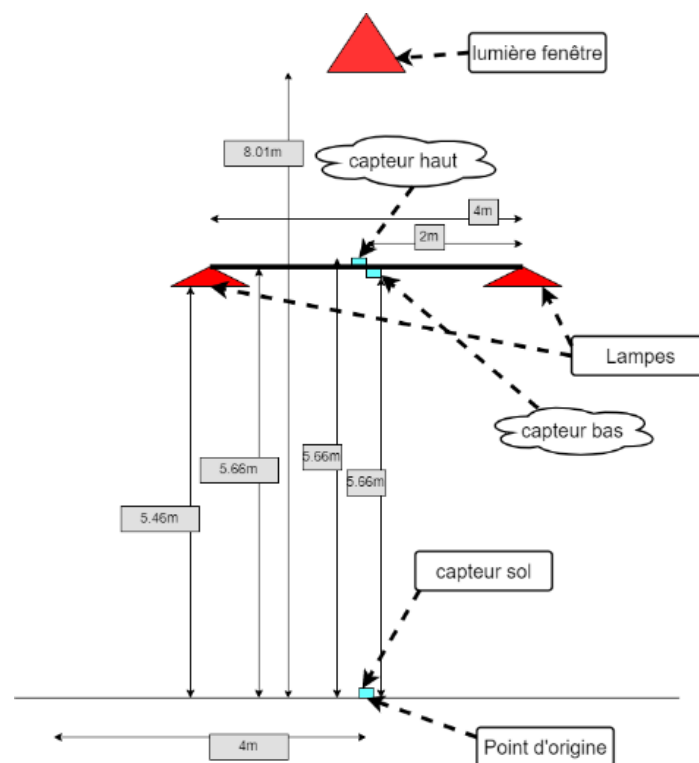 lumière fenêtre
8.01m
capteur haut
4m
2m
Lampes
capteur bas
5.66m
5.66m
5.66m
5.46m
capteur sol
4m
Point d'origine